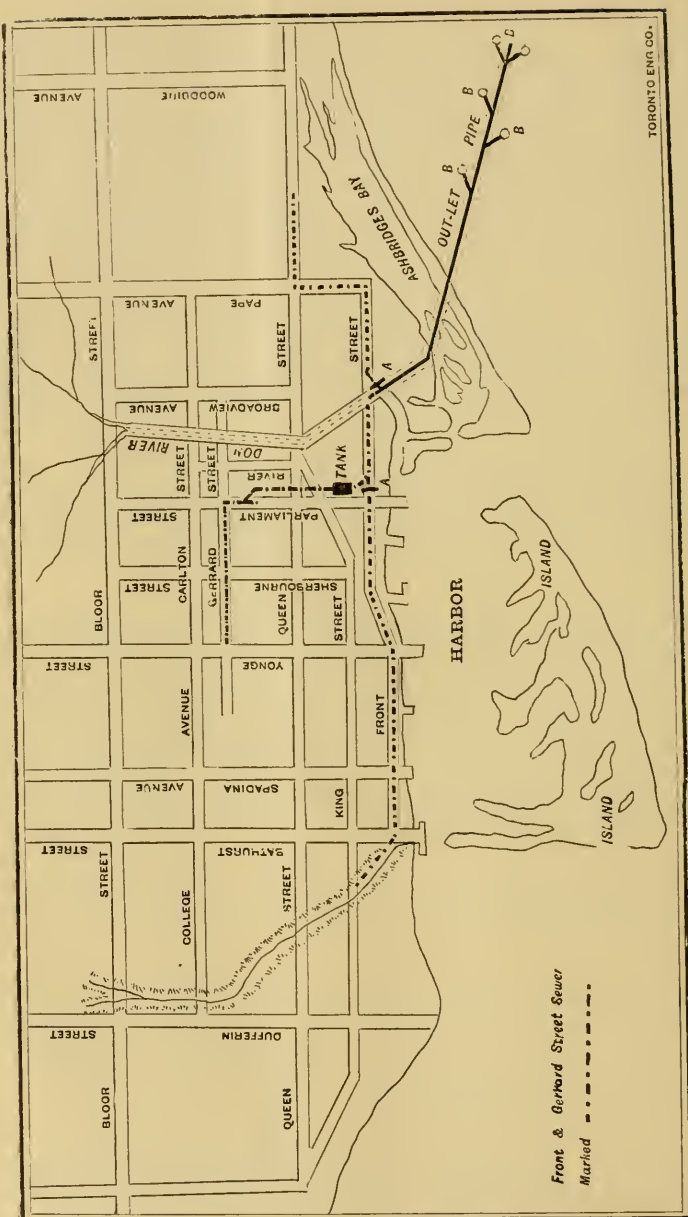 AVENUE
WOODBINE
STREET
AVENUE
PAPE
STREET
STREET
ASHBRIDGES BAY
AVENUE
BROADVIEW
RIVER
DON
STREET
STREET
RIVER
TANK
A
A
OUT-LET PIPE
B
B
B
C
STREET
PARLIAMENT
BLOOR
STREET
CARLTON
GERRARD
SHERBOURNE
QUEEN
STREET
STREET
AVENUE
YONGE
FRONT
HARBOR
ISLAND
ISLAND
AVENUE
SPADINA
KING
STREET
BATHURST
STREET
COLLEGE
STREET
STREET
DUFFERIN
BLOOR
QUEEN
Front & Gerrard Street Sewer
Marked
TORONTO ENG CO.